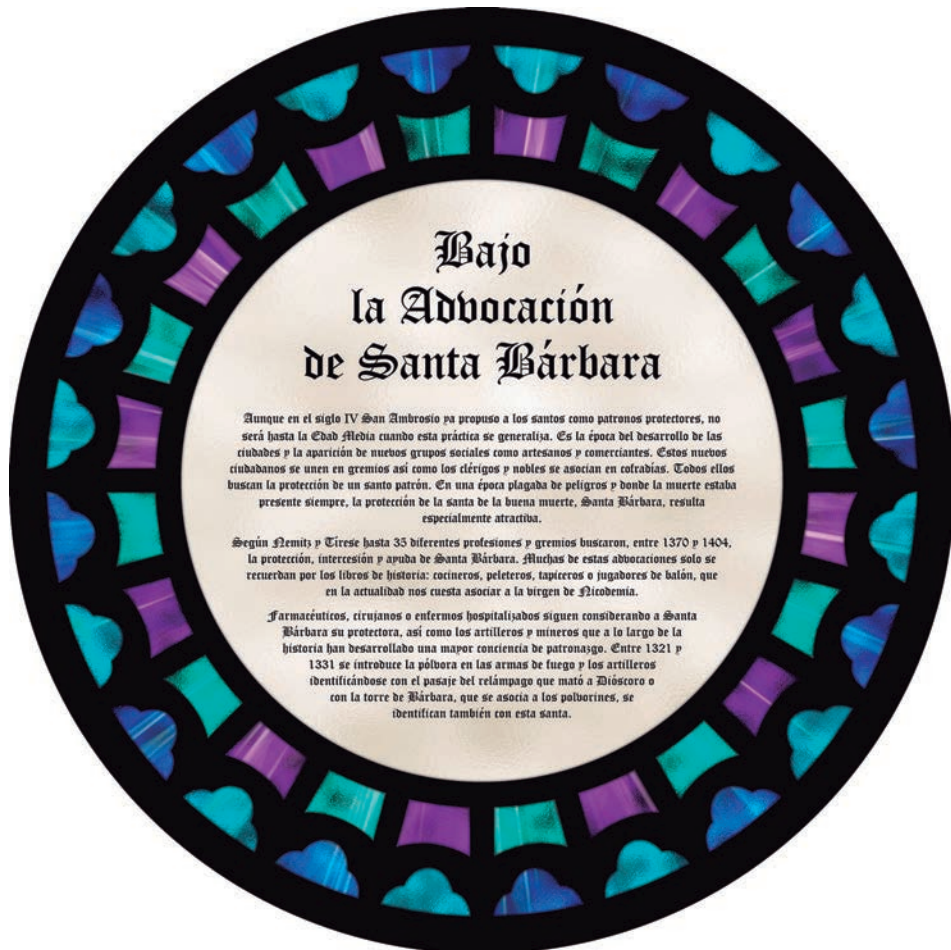 Bajo
la Advocación
de Santa Bárbara
Aunque en el siglo IV San Ambrosio ya propuso a los santos como patronos protectores, no
será hasta la Edad Media cuando esta práctica se generaliza. Es la época del desarrollo de las
ciudades y la aparición de nuevos grupos sociales como artesanos y comerciantes. Estos nuevos
ciudadanos se unen en gremios así como los clérigos y nobles se asocian en cofradías. Todos ellos
buscan la protección de un santo patrón. En una época plagada de peligros y donde la muerte estaba
presente siempre, la protección de la santa de la buena muerte, Santa Bárbara, resulta
especialmente atractiva.
Según Nemitz y Tirese hasta 35 diferentes profesiones y gremios buscaron, entre 1370 y 1404,
la protección, intercesión y ayuda de Santa Bárbara. Muchas de estas advocaciones solo se
recuerdan por los libros de historia: cocineros, peleteros, tapiceros o jugadores de balón, que
en la actualidad nos cuesta asociar a la virgen de Nicodemia.
Farmacéuticos, cirujanos o enfermos hospitalizados siguen considerando a Santa
Bárbara su protectora, así como los artilleros y mineros que a lo largo de la
historia han desarrollado una mayor conciencia de patronazgo. Entre 1321 y
1331 se introduce la pólvora en las armas de fuego y los artilleros
identificándose con el pasaje del relámpago que mató a Dióscoro o
con la torre de Bárbara, que se asocia a los polvorines, se
identifican también con esta santa.